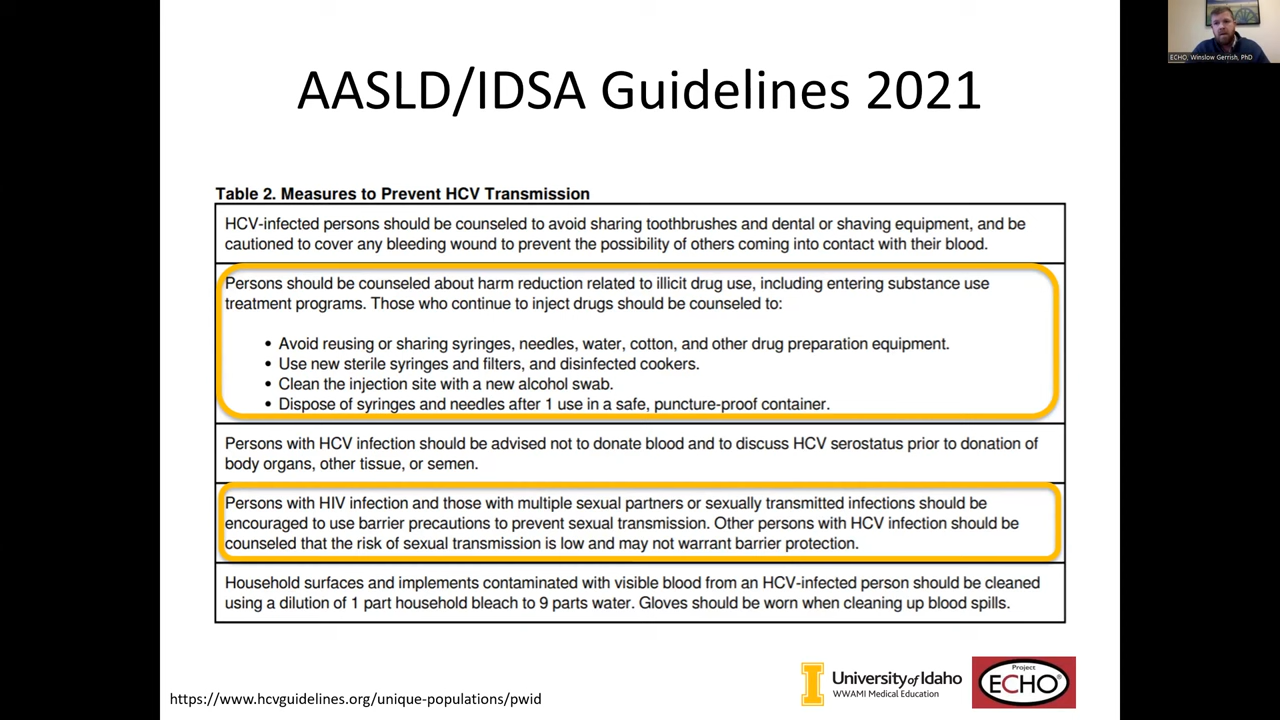 ECHO, Winslow Gerrish, PhD
AASLD/IDSA Guidelines 2021
Table 2. Measures to Prevent HCV Transmission
HCV-infected persons should be counseled to avoid sharing toothbrushes and dental or shaving equipment, and be
cautioned to cover any bleeding wound to prevent the possibility of others coming into contact with their blood.
Persons should be counseled about harm reduction related to illicit drug use, including entering substance use
treatment programs. Those who continue to inject drugs should be counseled to:
• Avoid reusing or sharing syringes, needles, water, cotton, and other drug preparation equipment.
• Use new sterile syringes and filters, and disinfected cookers.
• Clean the injection site with a new alcohol swab.
• Dispose of syringes and needles after 1 use in a safe, puncture-proof container.
Persons with HCV infection should be advised not to donate blood and to discuss HCV serostatus prior to donation of
body organs, other tissue, or semen.
Persons with HIV infection and those with multiple sexual partners or sexually transmitted infections should be
encouraged to use barrier precautions to prevent sexual transmission. Other persons with HCV infection should be
counseled that the risk of sexual transmission is low and may not warrant barrier protection.
Household surfaces and implements contaminated with visible blood from an HCV-infected person should be cleaned
using a dilution of 1 part household bleach to 9 parts water. Gloves should be worn when cleaning up blood spills.
https://www.hcvguidelines.org/unique-populations/pwid
I
University of Idaho
WWAMI Medical Education
Project
ECHO®